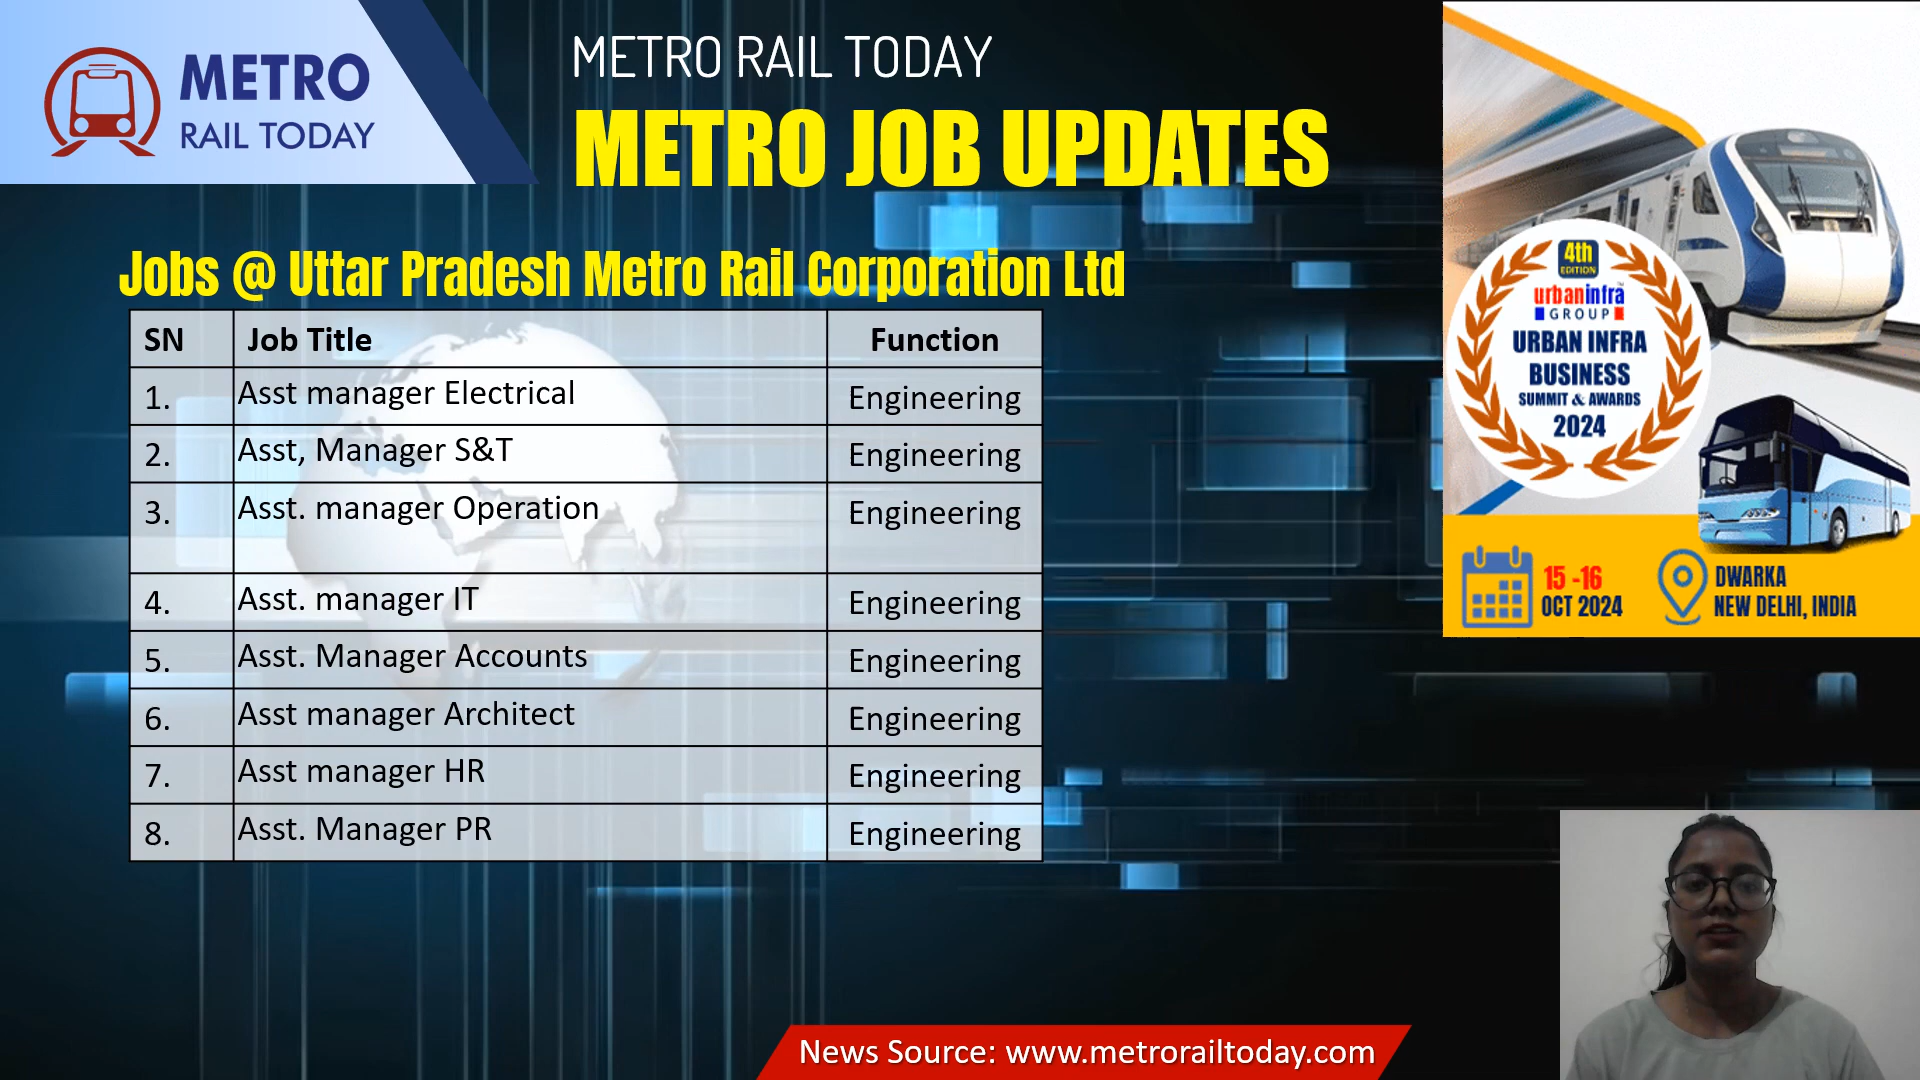 METRO
RAIL TODAY
METRO RAIL TODAY
METRO JOB UPDATES
Jobs @ Uttar Pradesh Metro Rail Corporation Ltd
SN Job Title Function
1. Asst manager Electrical Engineering
2. Asst, Manager S&T Engineering
3. Asst. manager Operation Engineering
4. Asst. manager IT Engineering
5. Asst. Manager Accounts Engineering
6. Asst manager Architect Engineering
7. Asst manager HR Engineering
8. Asst. Manager PR Engineering
4th
EDITION
urbaninfra
GROUP
URBAN INFRA
BUSINESS
SUMMIT & AWARDS
2024
15 -16
OCT 2024
DWARKA
NEW DELHI, INDIA
News Source: www.metrorailtoday.com